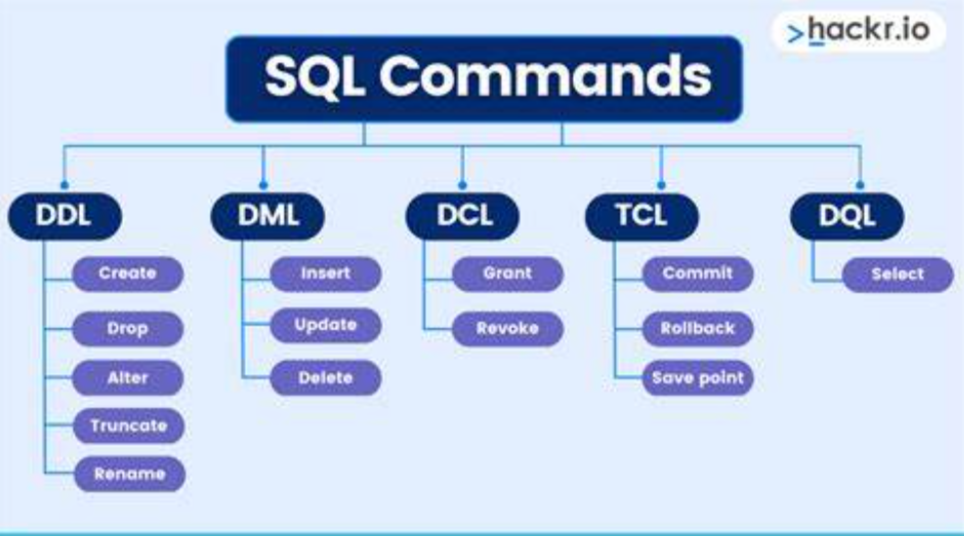 >hackr.io
SQL Commands
DDL
DML
DCL
TCL
DQL
Create
Insert
Grant
Commit
Select
Drop
Update
Revoke
Rollback
Alter
Delete
Save point
Truncate
Rename